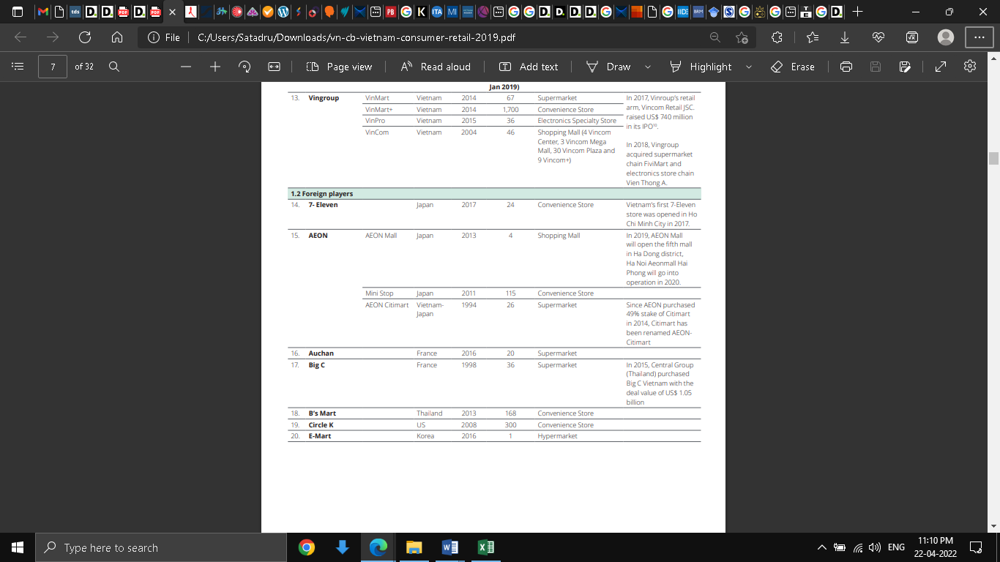 tds
PDF
PDF
PB
G
K
ITA
MI
IIDE
BRM
File
C:/Users/Satadru/Downloads/vn-cb-vietnam-consumer-retail-2019.pdf
7
of 32
Page view
Read aloud
Add text
Draw
Highlight
Erase
Jan 2019)
13. Vingroup VinMart Vietnam 2014 67 Supermarket In 2017, Vinroup's retail
arm, Vincom Retail JSC.
VinMart+ Vietnam 2014 1,700 Convenience Store
raised US$ 740 million
VinPro Vietnam 2015 36 Electronics Specialty Store
in its IPO¹⁰.
VinCom Vietnam 2004 46 Shopping Mall (4 Vincom
Center, 3 Vincom Mega
Mall, 30 Vincom Plaza and
9 Vincom+)
In 2018, Vingroup
acquired supermarket
chain FiviMart and
electronics store chain
Vien Thong A.
1.2 Foreign players
14. 7- Eleven Japan 2017 24 Convenience Store Vietnam's first 7-Eleven
store was opened in Ho
Chi Minh City in 2017.
15. AEON AEON Mall Japan 2013 4 Shopping Mall In 2019, AEON Mall
will open the fifth mall
in Ha Dong district,
Ha Noi Aeonmall Hai
Phong will go into
operation in 2020.
Mini Stop Japan 2011 115 Convenience Store
AEON Citimart Vietnam- 1994 26 Supermarket Since AEON purchased
Japan 49% stake of Citimart
in 2014, Citimart has
been renamed AEON-
Citimart
16. Auchan France 2016 20 Supermarket
17. Big C France 1998 36 Supermarket In 2015, Central Group
(Thailand) purchased
Big C Vietnam with the
deal value of US$ 1.05
billion
18. B's Mart Thailand 2013 168 Convenience Store
19. Circle K US 2008 300 Convenience Store
20. E-Mart Korea 2016 1 Hypermarket
Type here to search
ENG
11:10 PM
22-04-2022